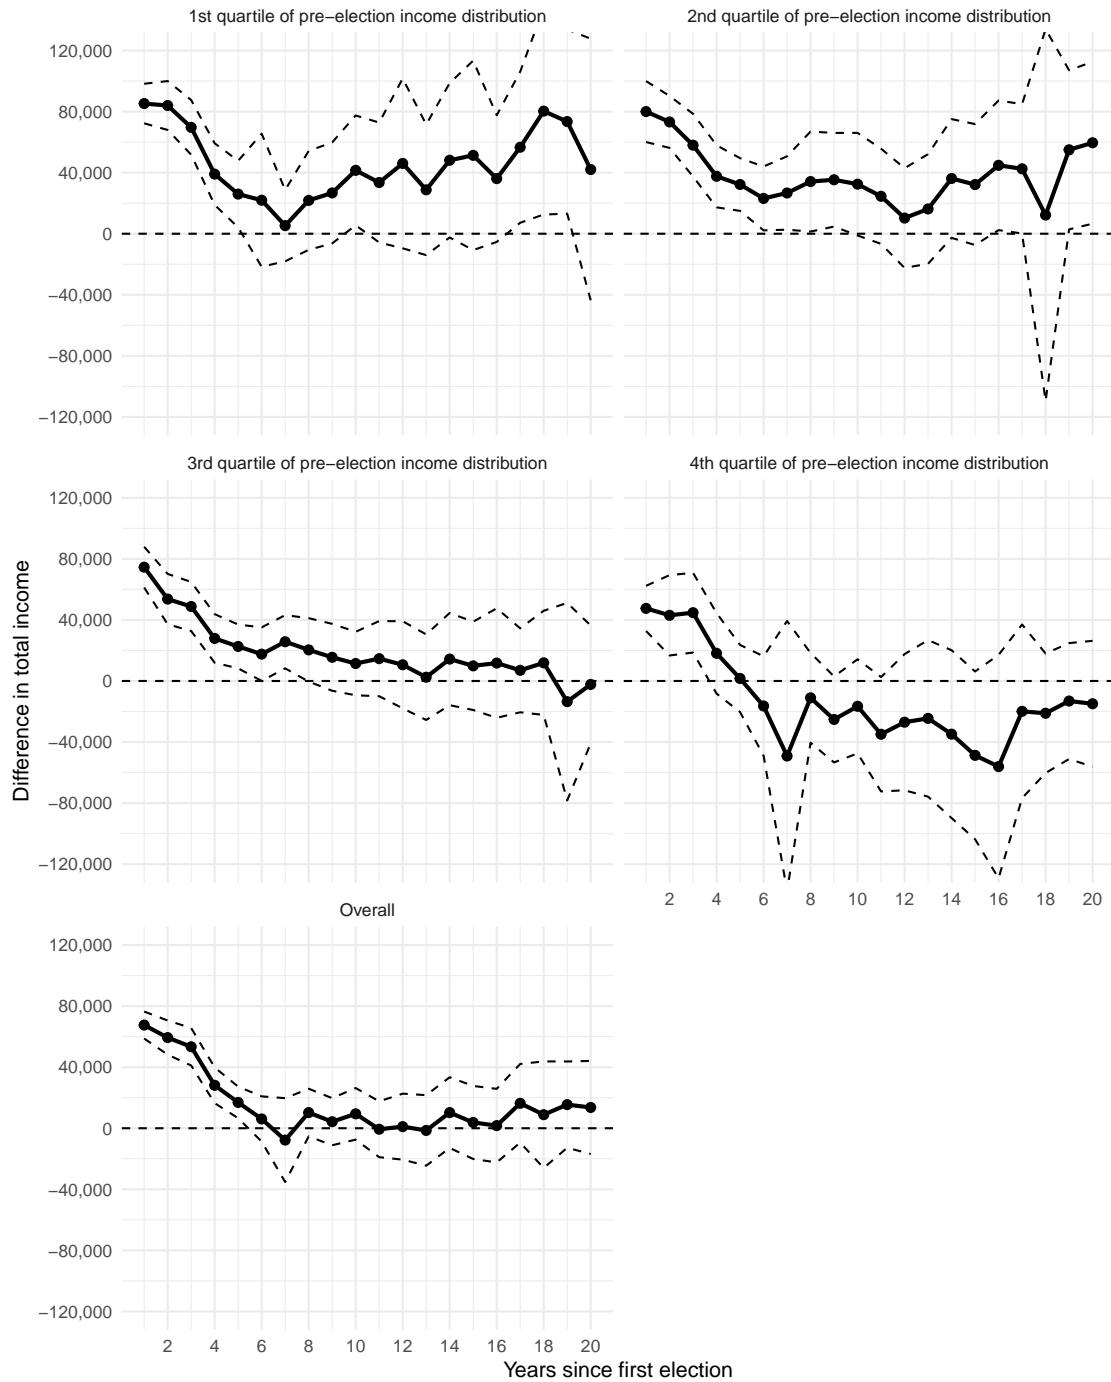 1st quartile of pre−election income distribution
2nd quartile of pre−election income distribution
120,000
80,000
40,000
0
−40,000
−80,000
−120,000
3rd quartile of pre−election income distribution
4th quartile of pre−election income distribution
120,000
80,000
40,000
0
−40,000
−80,000
−120,000
2 4 6 8 10 12 14 16 18 20
Overall
120,000
80,000
40,000
0
−40,000
−80,000
−120,000
2 4 6 8 10 12 14 16 18 20
Difference in total income
Years since first election